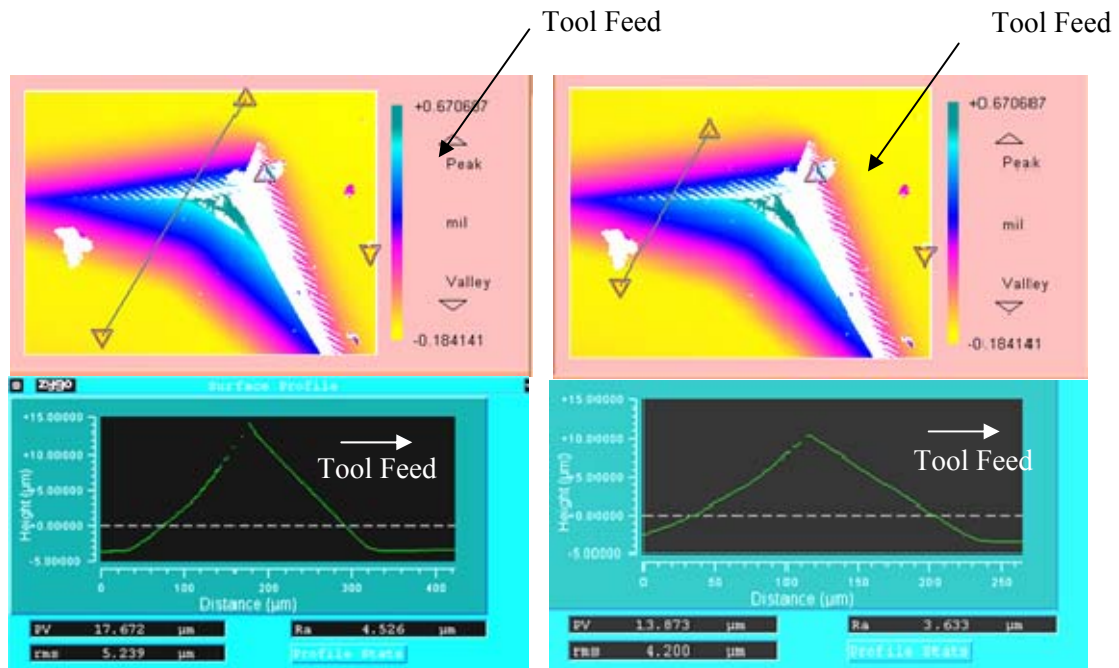 Tool Feed
Tool Feed
+0.670687
Peak
mil
Valley
-0.184141
+0.670687
Peak
mil
Valley
-0.184141
Surface Profile
+15.00000
+10.00000
+5.00000
+0.00000
-5.00000
Height (µm)
0 100 200 300 400
Distance (µm)
Tool Feed
PV 17.672 µm
Ra 4.526 µm
rms 5.239 µm
Profile Stats
+15.00000
+10.00000
+5.00000
+0.00000
-5.00000
Height (µm)
0 50 100 150 200 250
Distance (µm)
Tool Feed
PV 13.873 µm
Ra 3.633 µm
rms 4.200 µm
Profile Stats